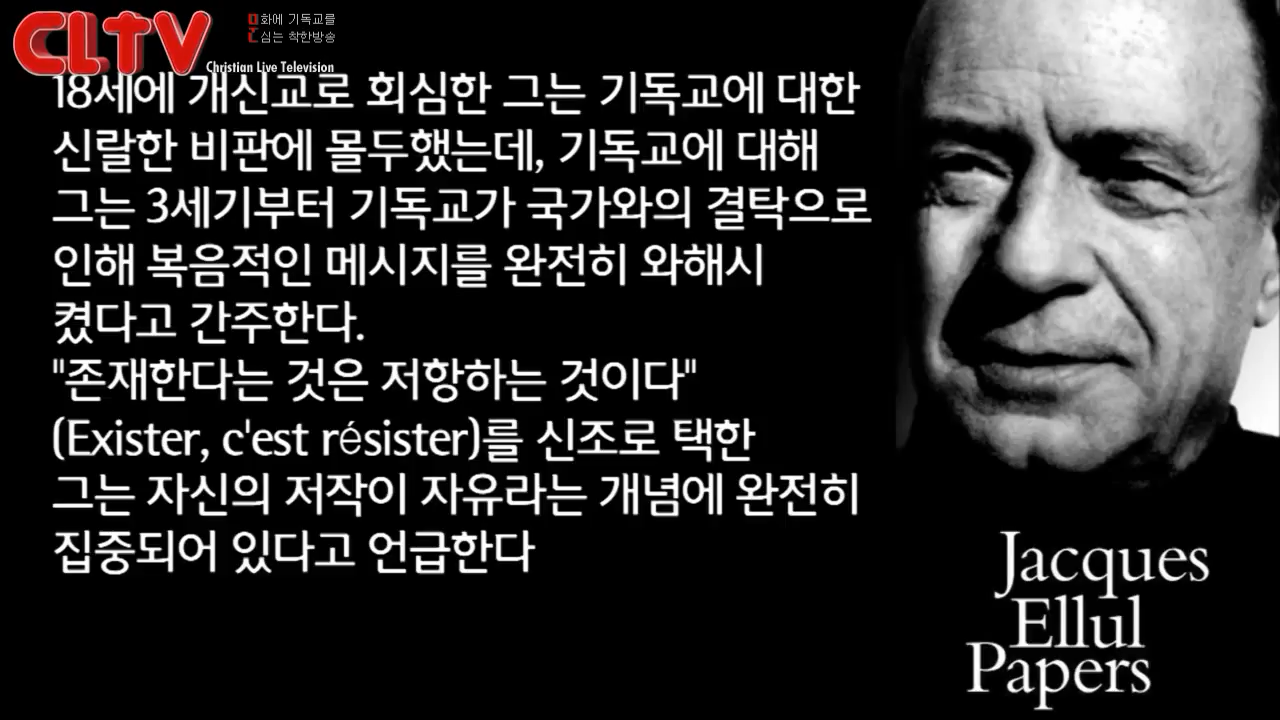 CLTV
문화에 기독교를
심는 착한방송
Christian Live Television
18세에 개신교로 회심한 그는 기독교에 대한
신랄한 비판에 몰두했는데, 기독교에 대해
그는 3세기부터 기독교가 국가와의 결탁으로
인해 복음적인 메시지를 완전히 와해시
켰다고 간주한다.
"존재한다는 것은 저항하는 것이다"
(Exister, c'est résister)를 신조로 택한
그는 자신의 저작이 자유라는 개념에 완전히
집중되어 있다고 언급한다
Jacques
Ellul
Papers